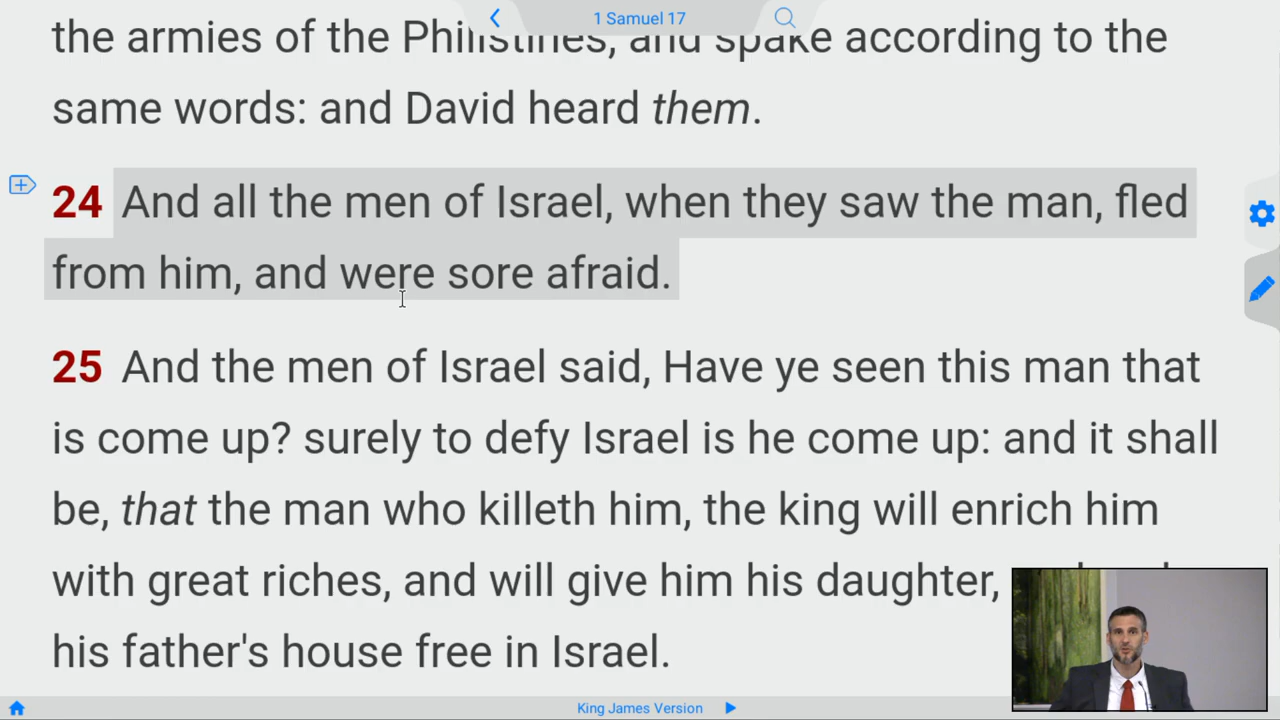 1 Samuel 17
the armies of the Philistines, and spake according to the
same words: and David heard them.
24 And all the men of Israel, when they saw the man, fled
from him, and were sore afraid.
25 And the men of Israel said, Have ye seen this man that
is come up? surely to defy Israel is he come up: and it shall
be, that the man who killeth him, the king will enrich him
with great riches, and will give him his daughter,
his father's house free in Israel.
King James Version